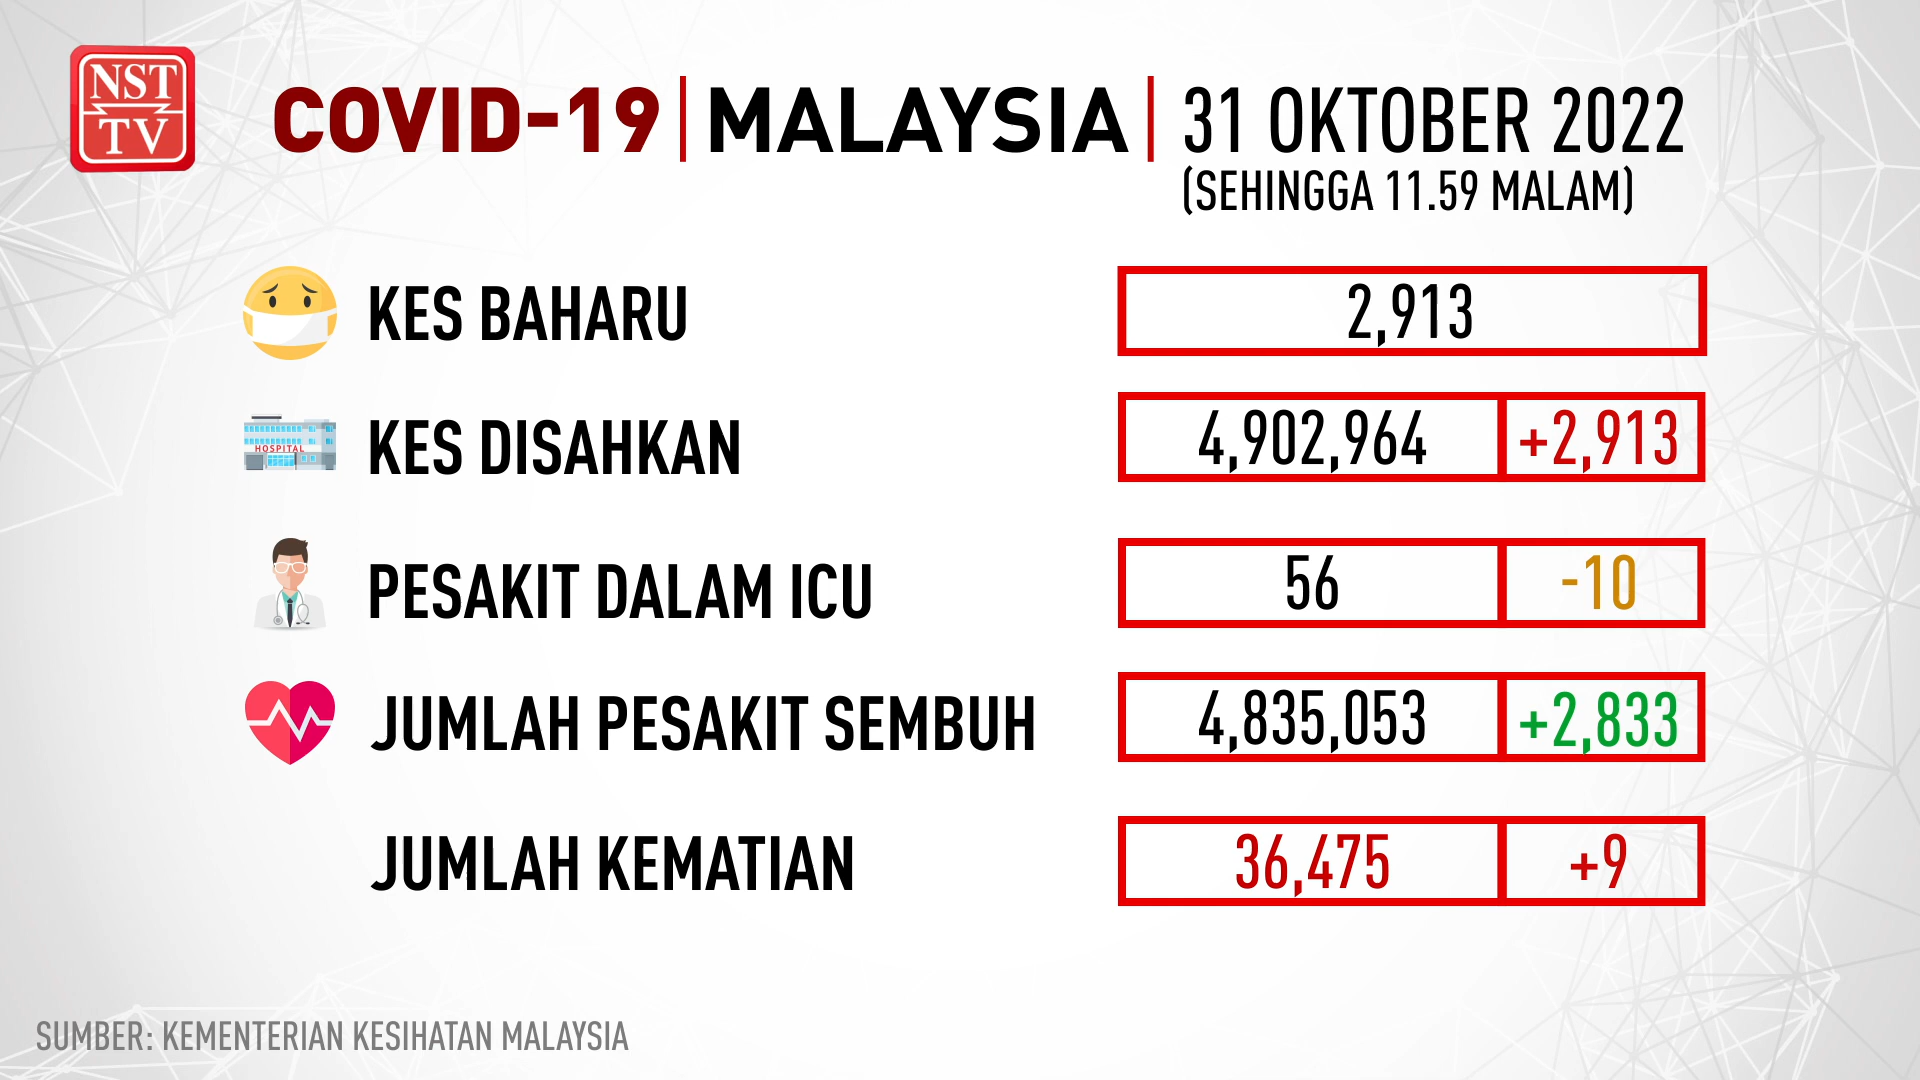 NST
TV
COVID-19 | MALAYSIA | 31 OKTOBER 2022
(SEHINGGA 11.59 MALAM)
KES BAHARU 2,913
HOSPITAL
KES DISAHKAN 4,902,964 +2,913
PESAKIT DALAM ICU 56 -10
JUMLAH PESAKIT SEMBUH 4,835,053 +2,833
JUMLAH KEMATIAN 36,475 +9
SUMBER: KEMENTERIAN KESIHATAN MALAYSIA